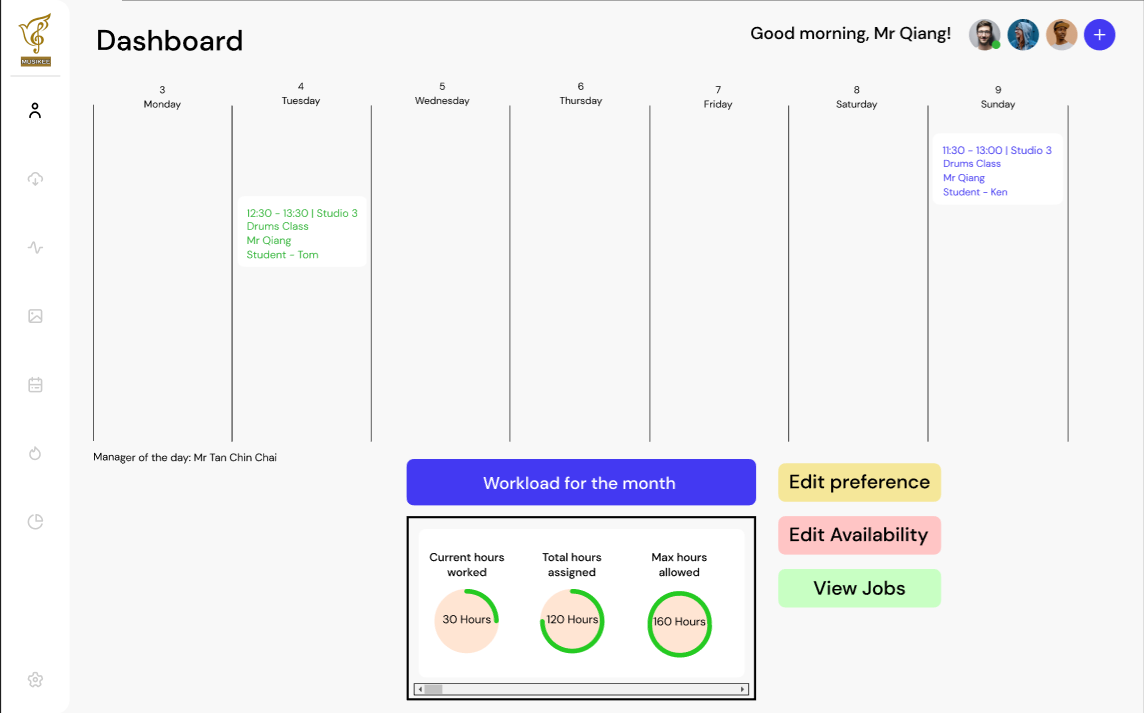 MUSIKEE
Dashboard
Good morning, Mr Qiang!
3
Monday
4
Tuesday
5
Wednesday
6
Thursday
7
Friday
8
Saturday
9
Sunday
12:30 - 13:30 | Studio 3
Drums Class
Mr Qiang
Student - Tom
11:30 - 13:00 | Studio 3
Drums Class
Mr Qiang
Student - Ken
Manager of the day: Mr Tan Chin Chai
Workload for the month
Current hours
worked
30 Hours
Total hours
assigned
120 Hours
Max hours
allowed
160 Hours
Edit preference
Edit Availability
View Jobs